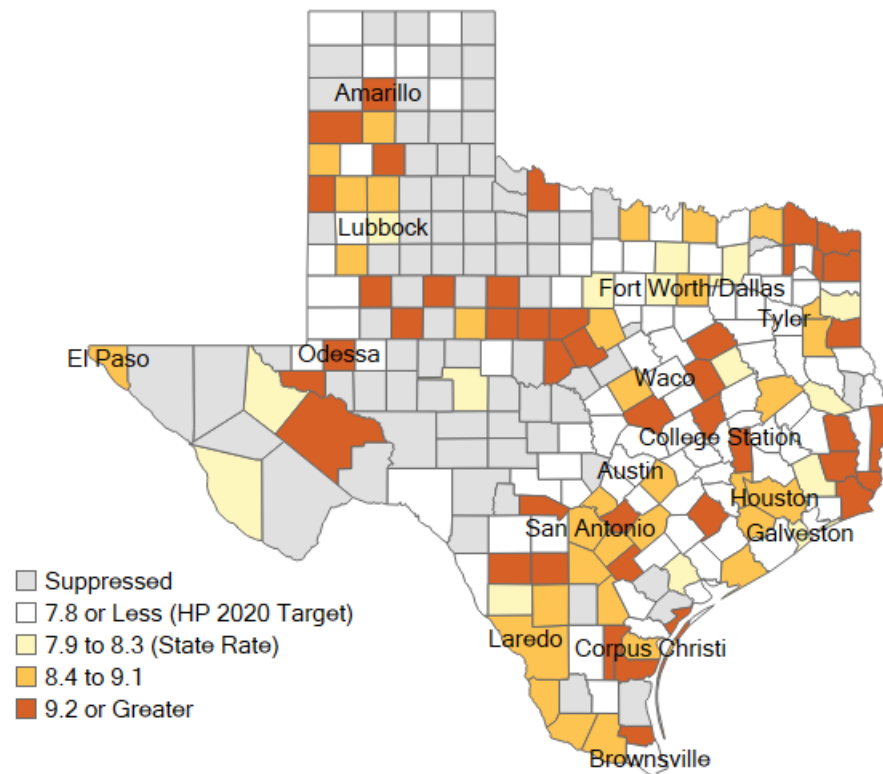 Amarillo
Lubbock
Fort Worth/Dallas
Tyler
El Paso
Odessa
Waco
College Station
Austin
Houston
San Antonio
Galveston
Suppressed
7.8 or Less (HP 2020 Target)
7.9 to 8.3 (State Rate)
Laredo
Corpus Christi
8.4 to 9.1
9.2 or Greater
Brownsville